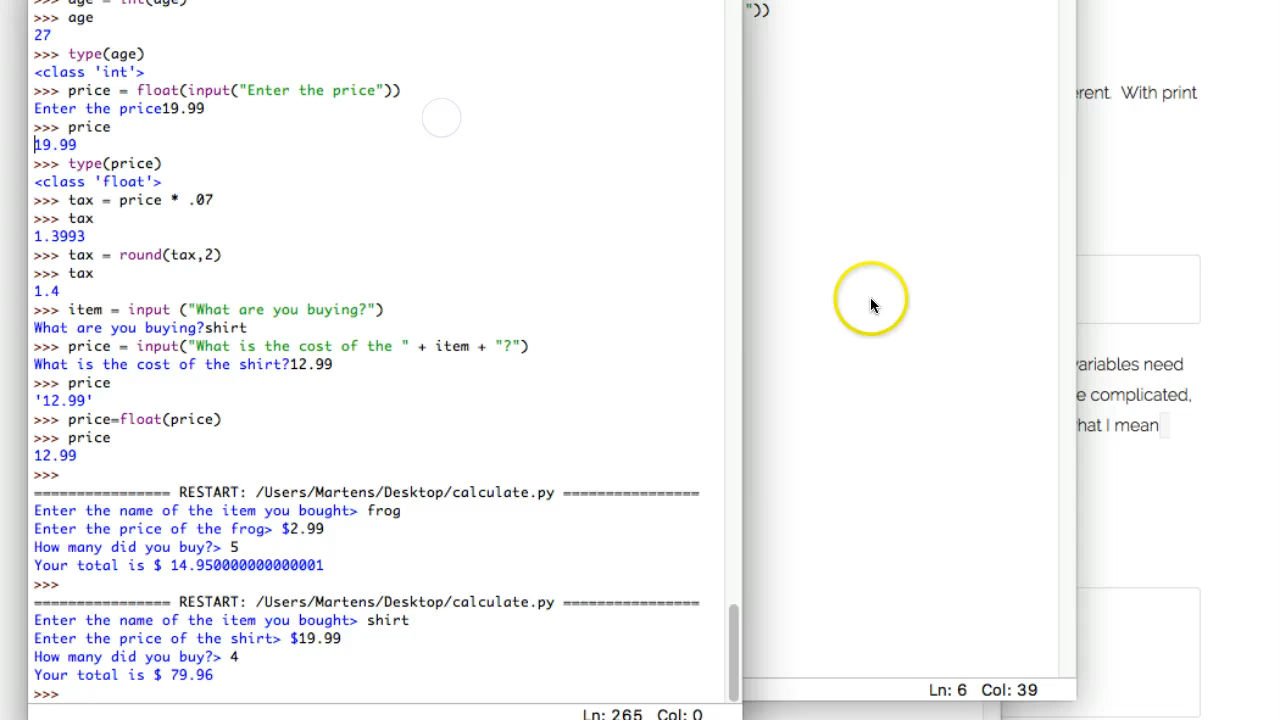 >>> age = int(age)
>>> age
27
>>> type(age)
<class 'int'>
>>> price = float(input("Enter the price"))
Enter the price19.99
>>> price
19.99
>>> type(price)
<class 'float'>
>>> tax = price * .07
>>> tax
1.3993
>>> tax = round(tax,2)
>>> tax
1.4
>>> item = input ("What are you buying?")
What are you buying?shirt
>>> price = input("What is the cost of the " + item + "?")
What is the cost of the shirt?12.99
>>> price
'12.99'
>>> price=float(price)
>>> price
12.99
>>>
================ RESTART: /Users/Martens/Desktop/calculate.py ================
Enter the name of the item you bought> frog
Enter the price of the frog> $2.99
How many did you buy?> 5
Your total is $ 14.950000000000001
>>>
================ RESTART: /Users/Martens/Desktop/calculate.py ================
Enter the name of the item you bought> shirt
Enter the price of the shirt> $19.99
How many did you buy?> 4
Your total is $ 79.96
>>>
Ln: 265 Col: 0
"))
Ln: 6 Col: 39
erent. With print
variables need
e complicated,
hat I mean